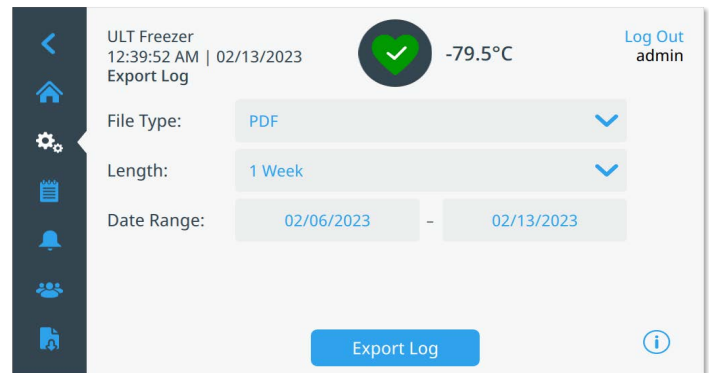 ULT Freezer
12:39:52 AM | 02/13/2023
Export Log
-79.5°C
Log Out
admin
File Type:
PDF
Length:
1 Week
Date Range:
02/06/2023 – 02/13/2023
Export Log